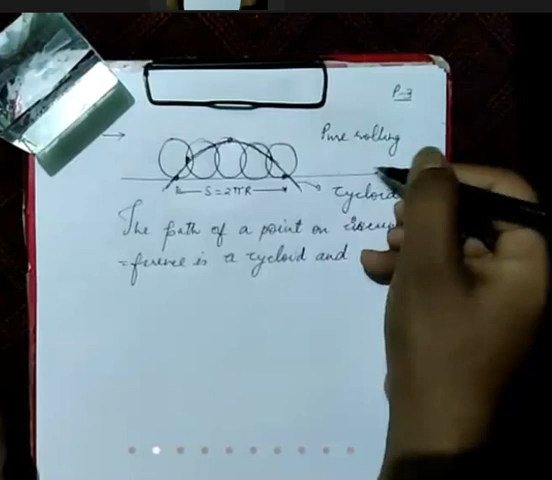 P-3
Pure rolling
S = 2πR
Cycloid
The path of a point on circum
=ference is a cycloid and